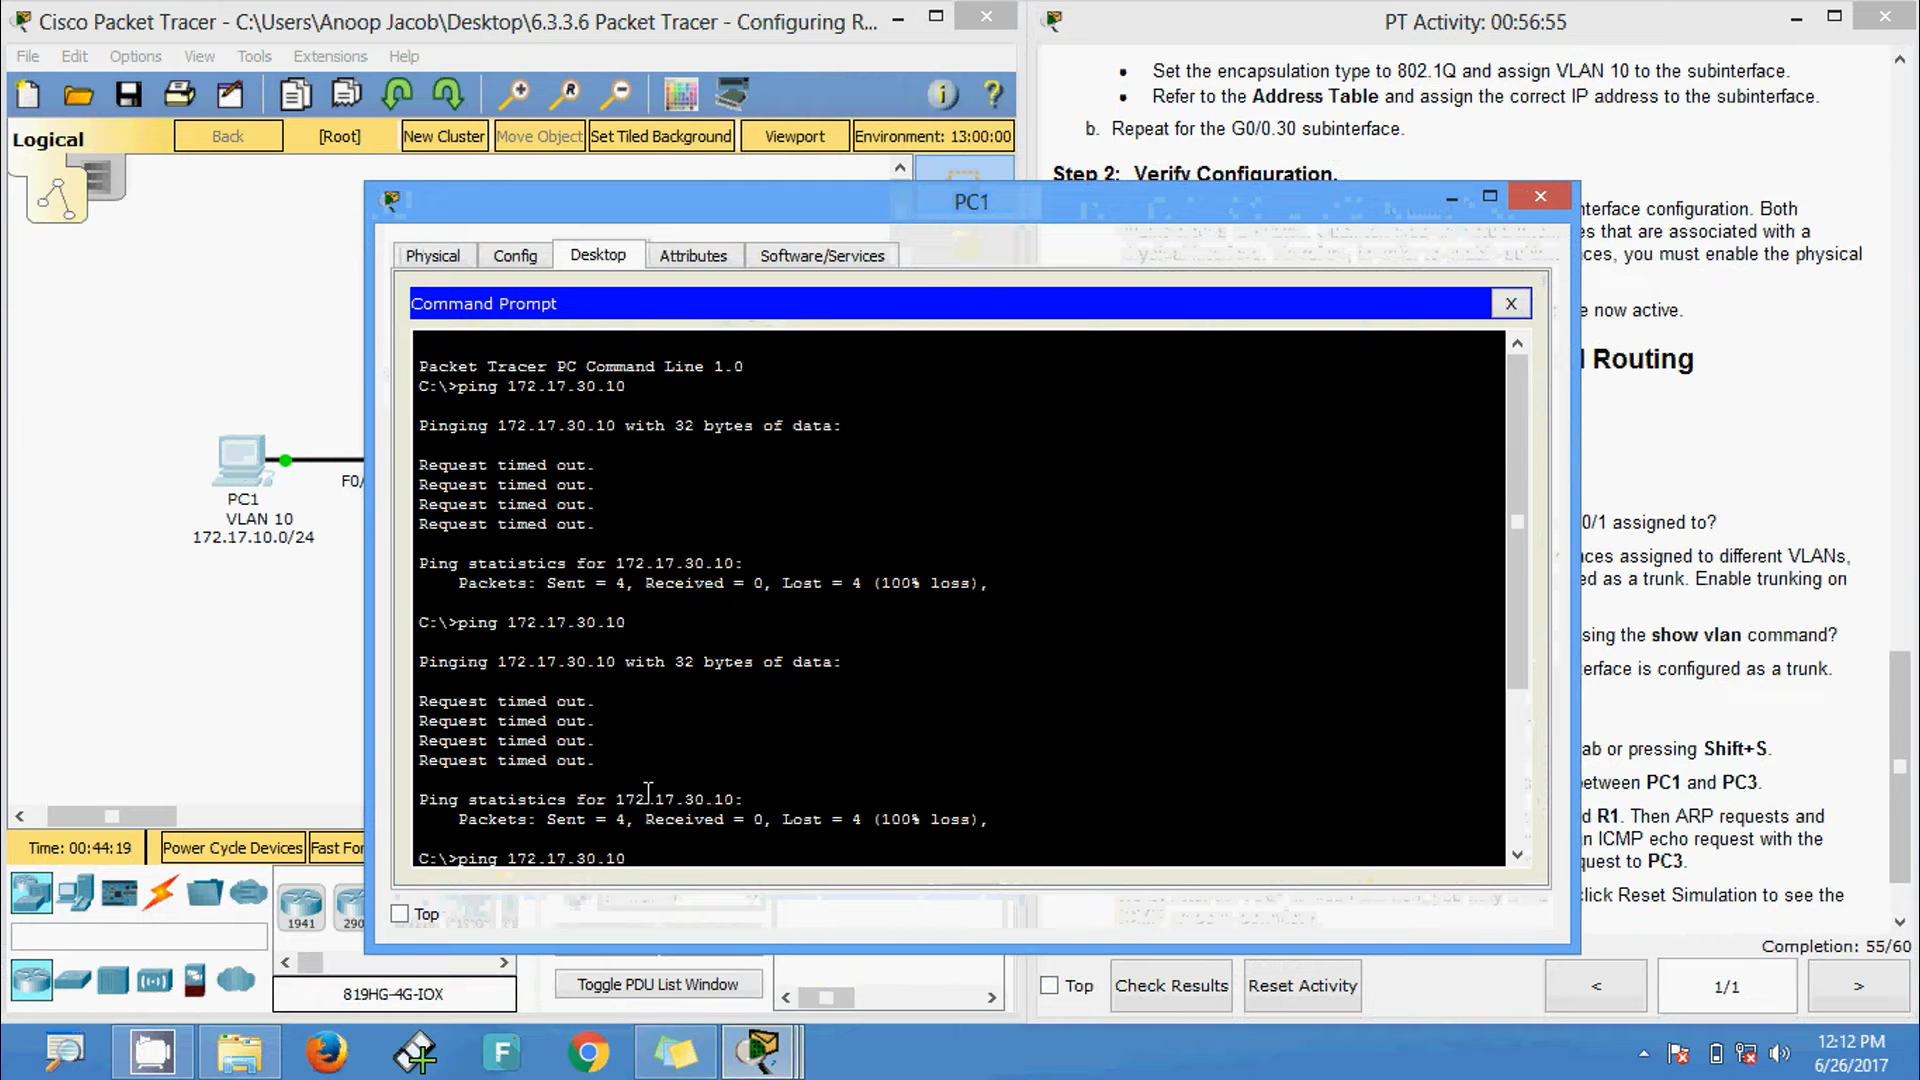 Cisco Packet Tracer - C:\Users\Anoop Jacob\Desktop\6.3.3.6 Packet Tracer - Configuring R...
File Edit Options View Tools Extensions Help
Logical Back [Root] New Cluster Move Object Set Tiled Background Viewport Environment: 13:00:00
PC1
VLAN 10
172.17.10.0/24
F0/
Time: 00:44:19 Power Cycle Devices Fast For
1941 290
819HG-4G-IOX
Toggle PDU List Window
PC1
Physical Config Desktop Attributes Software/Services
Command Prompt X
Packet Tracer PC Command Line 1.0
C:\>ping 172.17.30.10
Pinging 172.17.30.10 with 32 bytes of data:
Request timed out.
Request timed out.
Request timed out.
Request timed out.
Ping statistics for 172.17.30.10:
Packets: Sent = 4, Received = 0, Lost = 4 (100% loss),
C:\>ping 172.17.30.10
Pinging 172.17.30.10 with 32 bytes of data:
Request timed out.
Request timed out.
Request timed out.
Request timed out.
Ping statistics for 172.17.30.10:
Packets: Sent = 4, Received = 0, Lost = 4 (100% loss),
C:\>ping 172.17.30.10
Top
PT Activity: 00:56:55
• Set the encapsulation type to 802.1Q and assign VLAN 10 to the subinterface.
• Refer to the Address Table and assign the correct IP address to the subinterface.
b. Repeat for the G0/0.30 subinterface.
Step 2: Verify Configuration.
nterface configuration. Both
es that are associated with a
ces, you must enable the physical
e now active.
d Routing
0/1 assigned to?
ces assigned to different VLANs,
ed as a trunk. Enable trunking on
sing the show vlan command?
erface is configured as a trunk.
ab or pressing Shift+S.
between PC1 and PC3.
d R1. Then ARP requests and
n ICMP echo request with the
quest to PC3.
click Reset Simulation to see the
Completion: 55/60
Top Check Results Reset Activity < 1/1 >
12:12 PM
6/26/2017